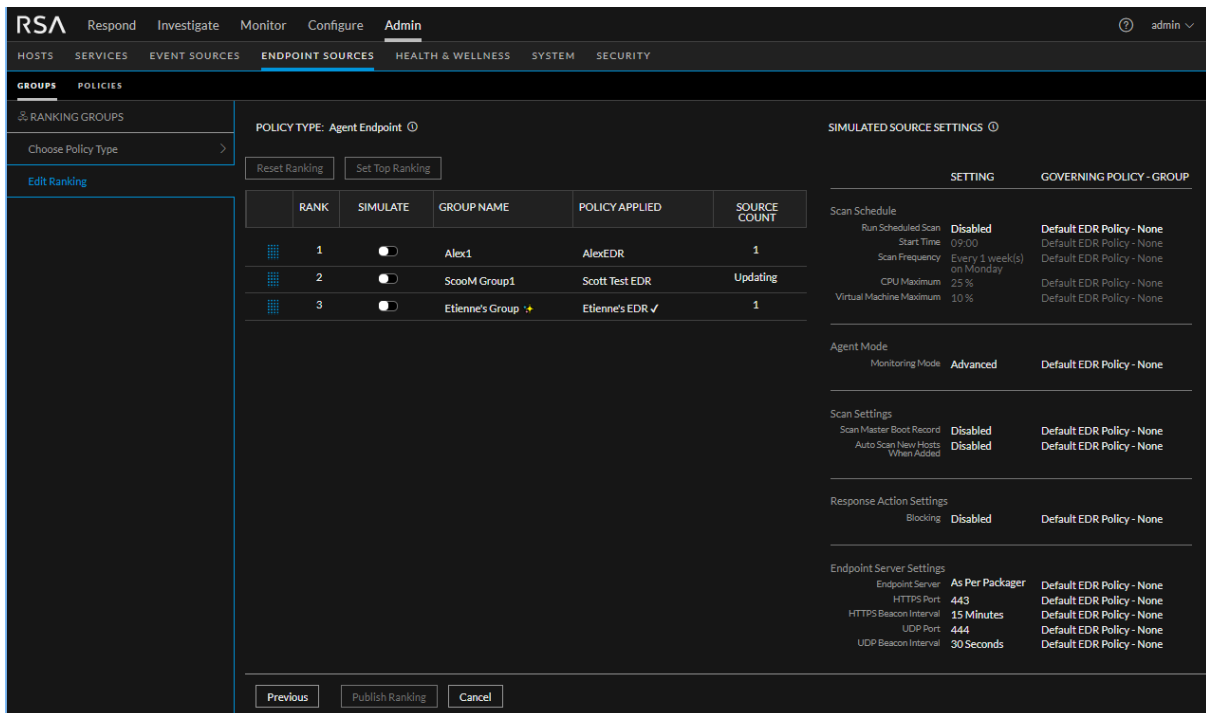 RSA Respond Investigate Monitor Configure Admin admin
HOSTS SERVICES EVENT SOURCES ENDPOINT SOURCES HEALTH & WELLNESS SYSTEM SECURITY
GROUPS POLICIES
RANKING GROUPS
Choose Policy Type
Edit Ranking
POLICY TYPE: Agent Endpoint
Reset Ranking Set Top Ranking
RANK SIMULATE GROUP NAME POLICY APPLIED SOURCE COUNT
1 Alex1 AlexEDR 1
2 ScooM Group1 Scott Test EDR Updating
3 Etienne's Group Etienne's EDR ✓ 1
SIMULATED SOURCE SETTINGS
SETTING GOVERNING POLICY - GROUP
Scan Schedule
Run Scheduled Scan Disabled Default EDR Policy - None
Start Time 09:00 Default EDR Policy - None
Scan Frequency Every 1 week(s) on Monday Default EDR Policy - None
CPU Maximum 25 % Default EDR Policy - None
Virtual Machine Maximum 10 % Default EDR Policy - None
Agent Mode
Monitoring Mode Advanced Default EDR Policy - None
Scan Settings
Scan Master Boot Record Disabled Default EDR Policy - None
Auto Scan New Hosts When Added Disabled Default EDR Policy - None
Response Action Settings
Blocking Disabled Default EDR Policy - None
Endpoint Server Settings
Endpoint Server As Per Packager Default EDR Policy - None
HTTPS Port 443 Default EDR Policy - None
HTTPS Beacon Interval 15 Minutes Default EDR Policy - None
UDP Port 444 Default EDR Policy - None
UDP Beacon Interval 30 Seconds Default EDR Policy - None
Previous Publish Ranking Cancel